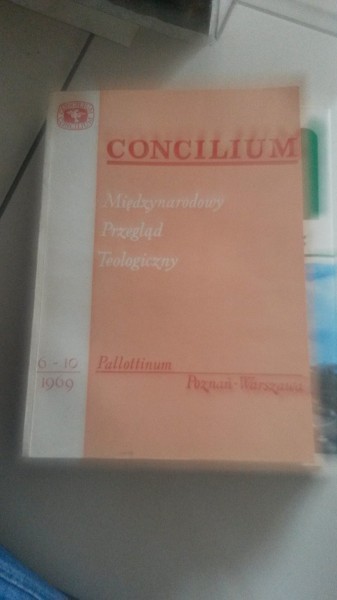 CONCILIUM
Międzynarodowy
Przegląd
Teologiczny
6-10
1969
Pallottinum
Poznań-Warszawa